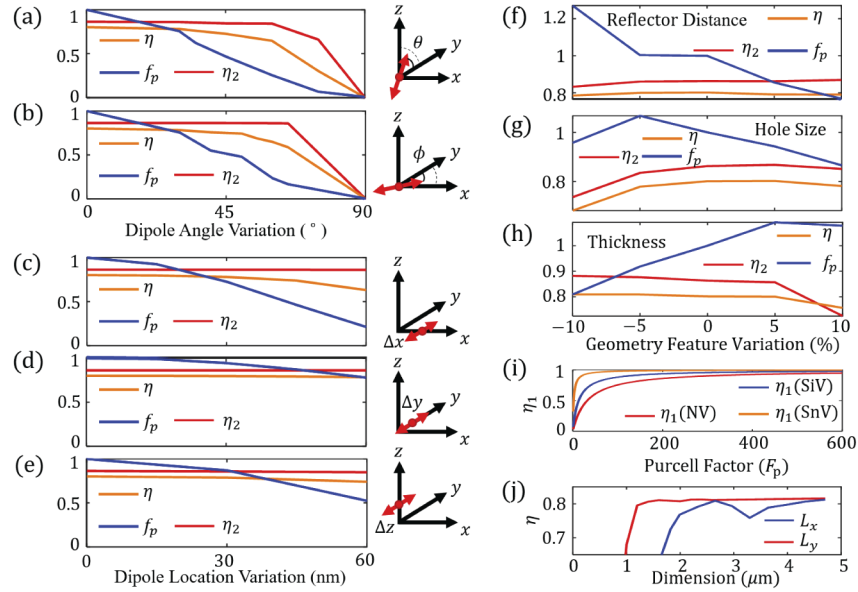 (a)
1
0.5
0
η
f_p
η_2
z
θ
y
x
(b)
1
0.5
0
η
f_p
η_2
z
ϕ
y
x
0
45
90
Dipole Angle Variation (°)
(c)
1
0.5
0
η
f_p
η_2
z
y
Δx
x
(d)
1
0.5
0
η
f_p
η_2
z
Δy
y
x
(e)
1
0.5
0
η
f_p
η_2
z
y
Δz
x
0
30
60
Dipole Location Variation (nm)
(f)
1.2
1
0.8
Reflector Distance
η
η_2
f_p
(g)
1
0.8
Hole Size
η
η_2
f_p
(h)
1
0.9
0.8
Thickness
η
η_2
f_p
-10
-5
0
5
10
Geometry Feature Variation (%)
(i)
η_1
1
0.5
0
η_1(SiV)
η_1(NV)
η_1(SnV)
0
200
400
600
Purcell Factor (F_p)
(j)
η
0.8
0.7
L_x
L_y
0
1
2
3
4
5
Dimension (μm)